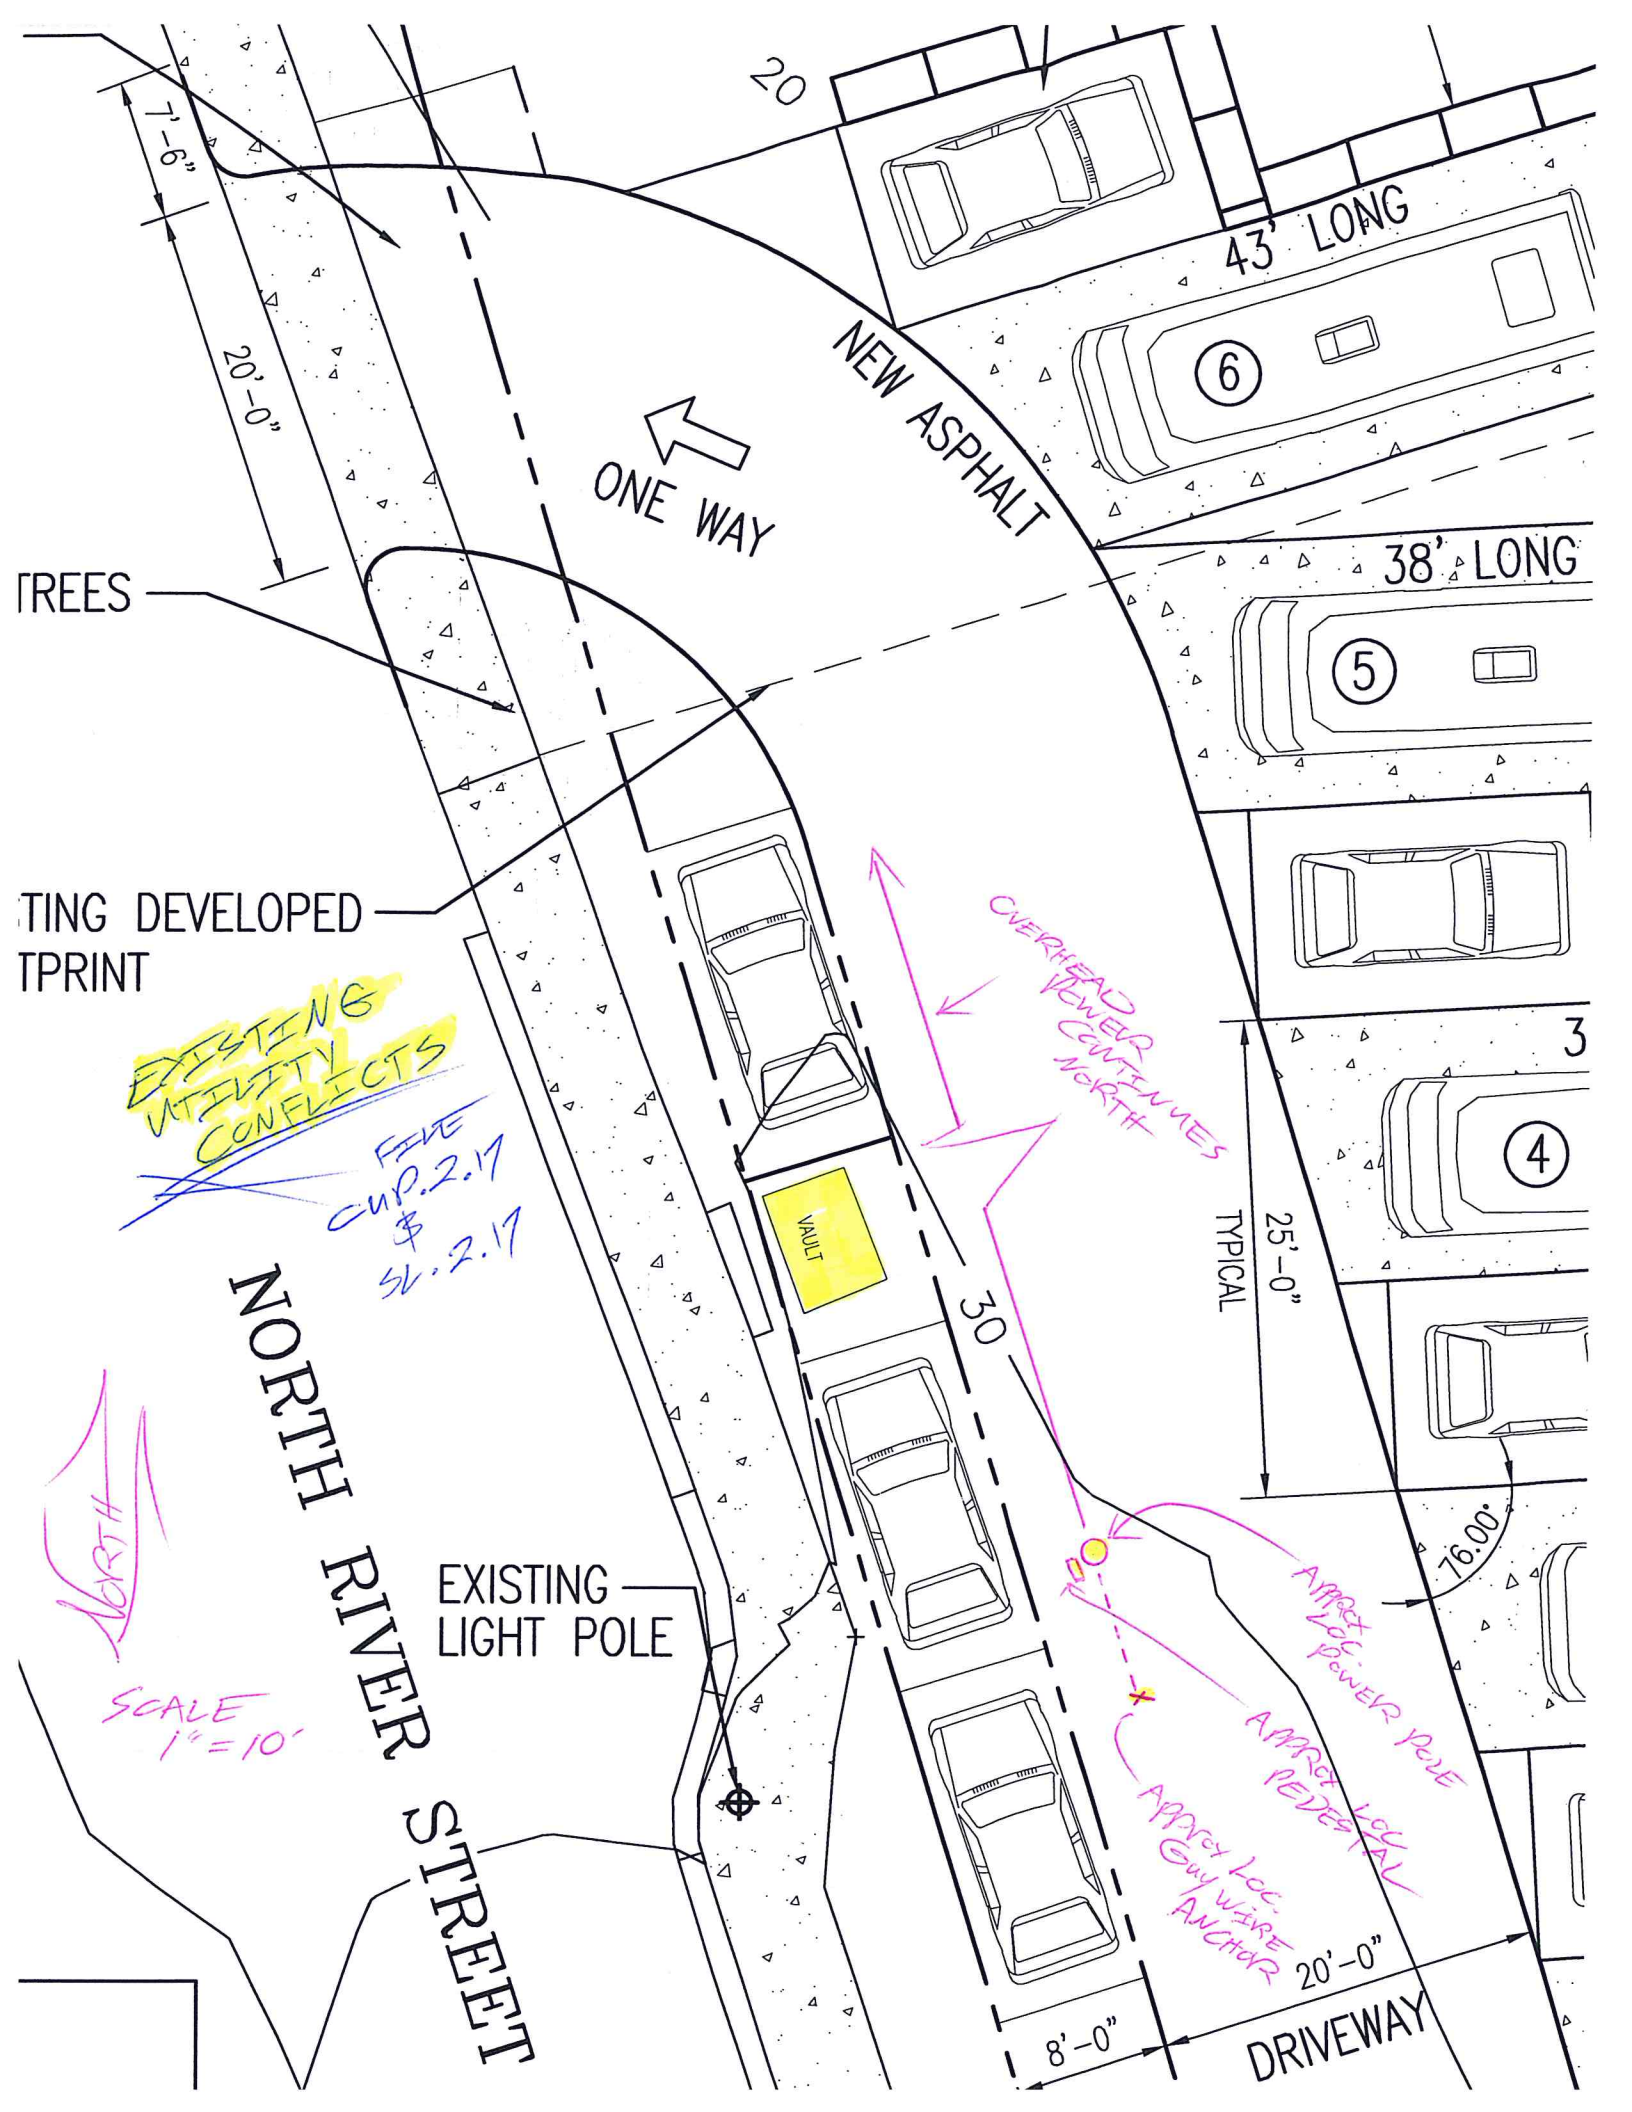 20
7'-6"
43' LONG
6
20'-0"
NEW ASPHALT
ONE WAY
38' LONG
TREES
5
TING DEVELOPED
TPRINT
OVERHEAD
POWER
CONTINUES
NORTH
EXISTING
UTILITY
CONFLICTS
FILE
CUP.2.17
&
SL.2.17
3
4
VAULT
25'-0"
TYPICAL
30
NORTH RIVER STREET
NORTH
SCALE
1"=10'
EXISTING
LIGHT POLE
76.00°
APPROX
LOC.
POWER POLE
APPROX LOC
PEDESTAL
APPROX LOC.
GUY WIRE
ANCHOR
20'-0"
8'-0"
DRIVEWAY